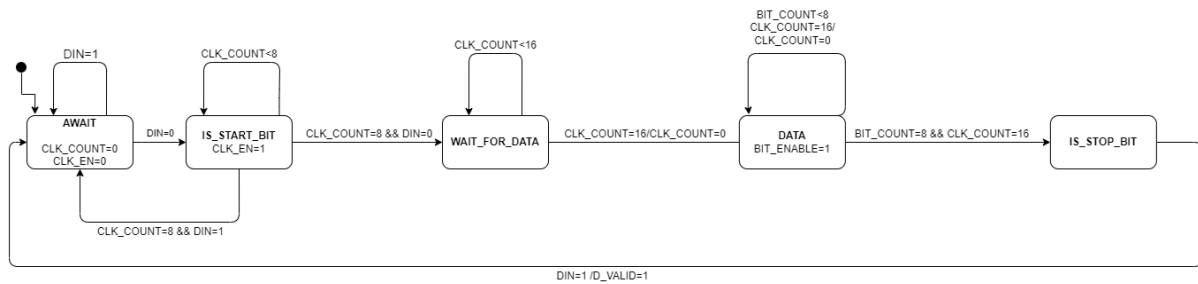 BIT_COUNT<8
CLK_COUNT=16/
CLK_COUNT=0
DIN=1
CLK_COUNT<8
CLK_COUNT<16
AWAIT
CLK_COUNT=0
CLK_EN=0
DIN=0
IS_START_BIT
CLK_EN=1
CLK_COUNT=8 && DIN=0
WAIT_FOR_DATA
CLK_COUNT=16/CLK_COUNT=0
DATA
BIT_ENABLE=1
BIT_COUNT=8 && CLK_COUNT=16
IS_STOP_BIT
CLK_COUNT=8 && DIN=1
DIN=1 /D_VALID=1